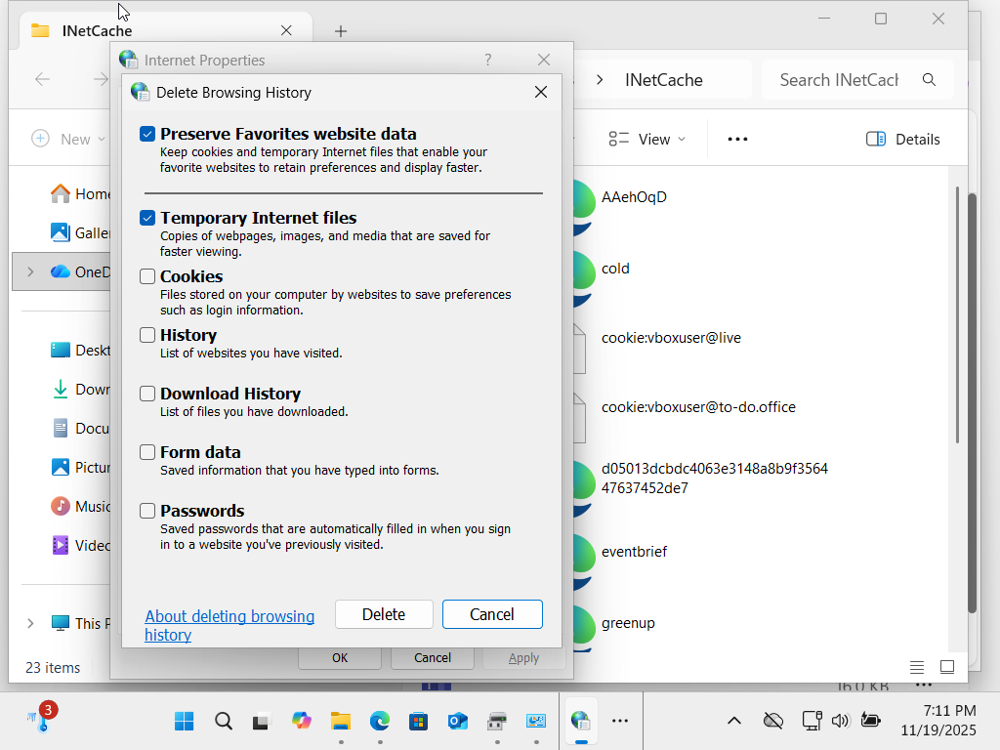 INetCache
Internet Properties
?
Delete Browsing History
INetCache
Search INetCach
New
View
Details
Preserve Favorites website data
Keep cookies and temporary Internet files that enable your
favorite websites to retain preferences and display faster.
Temporary Internet files
Copies of webpages, images, and media that are saved for
faster viewing.
Cookies
Files stored on your computer by websites to save preferences
such as login information.
History
List of websites you have visited.
Download History
List of files you have downloaded.
Form data
Saved information that you have typed into forms.
Passwords
Saved passwords that are automatically filled in when you sign
in to a website you've previously visited.
About deleting browsing
history
Delete
Cancel
OK
Cancel
Apply
Home
Galler
OneD
Deskt
Down
Docu
Pictur
Music
Video
This P
AAehOqD
cold
cookie:vboxuser@live
cookie:vboxuser@to-do.office
d05013dcbdc4063e3148a8b9f3564
47637452de7
eventbrief
greenup
23 items
16.0 KB
3
7:11 PM
11/19/2025